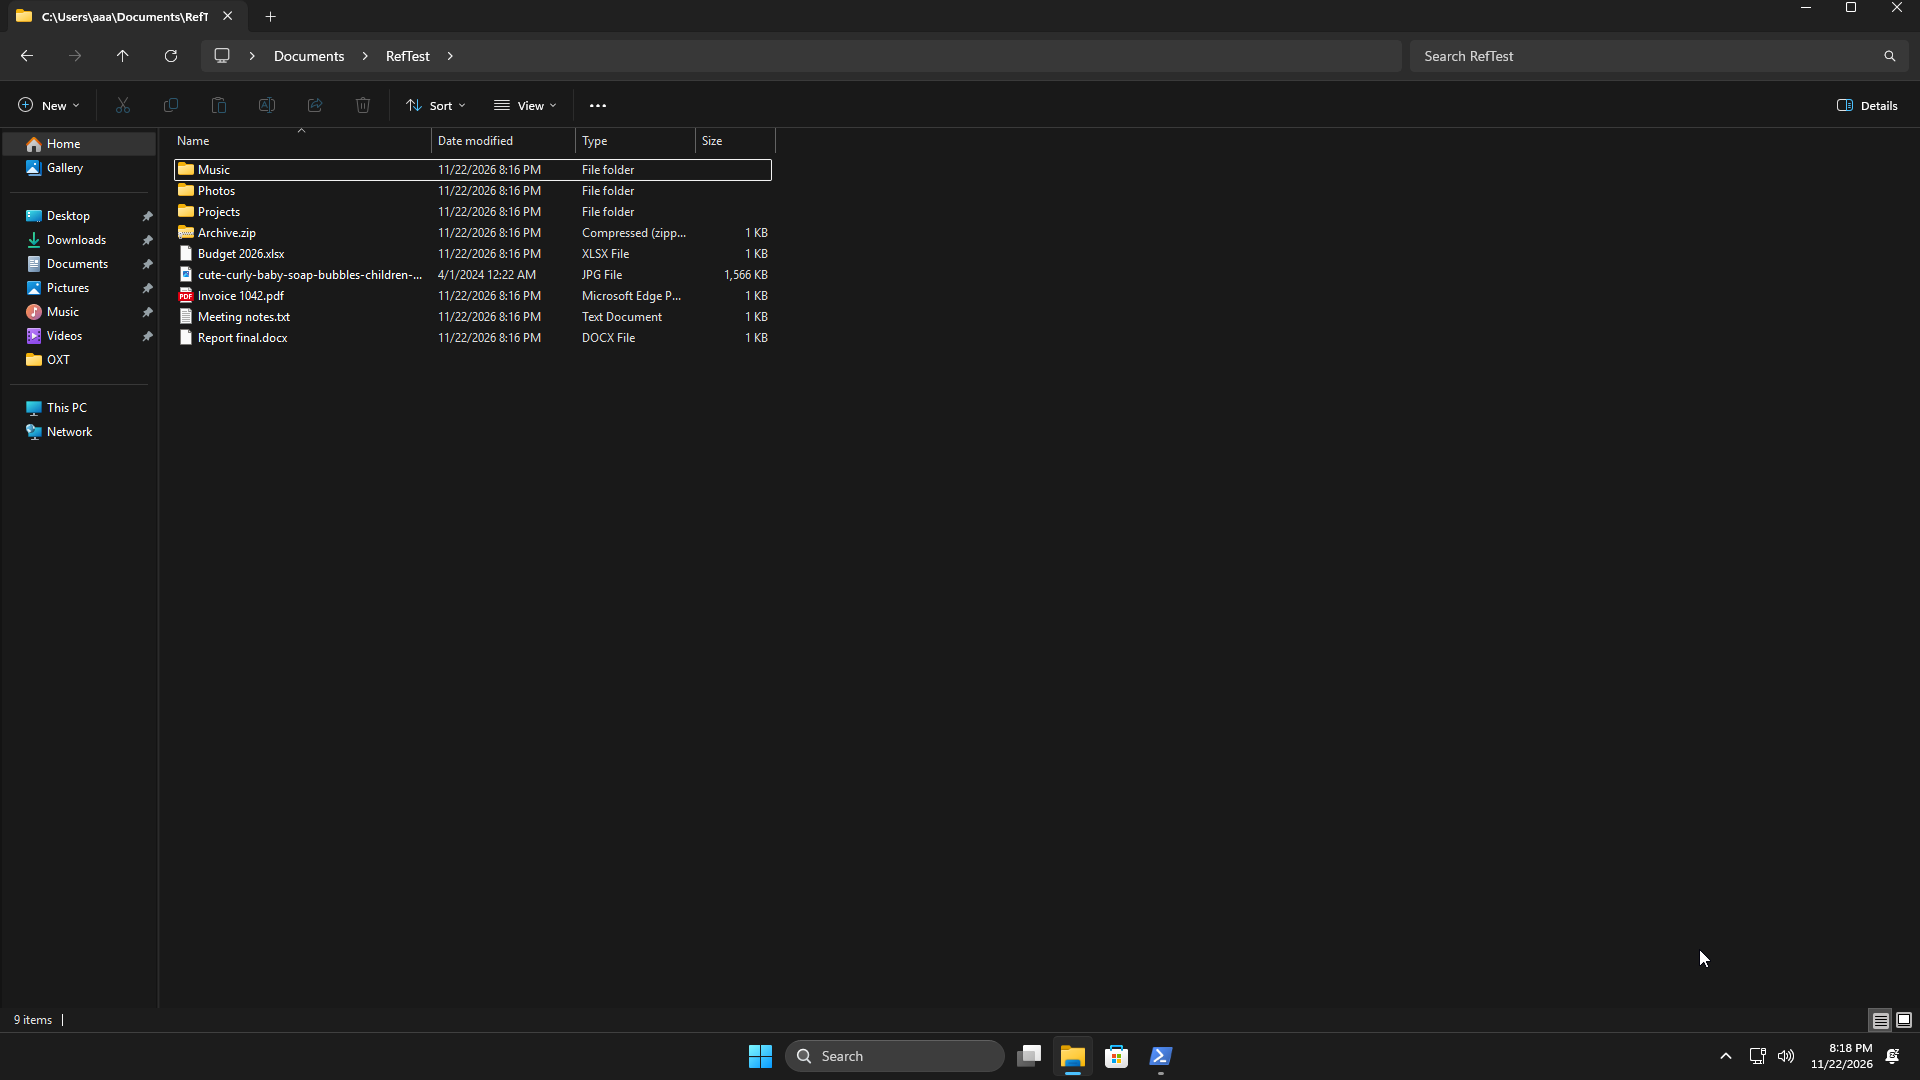 C:\Users\aaa\Documents\RefT
Documents RefTest Search RefTest
New Sort View Details
Name Date modified Type Size
Home
Gallery
Desktop
Downloads
Documents
Pictures
Music
Videos
OXT
This PC
Network
Music 11/22/2026 8:16 PM File folder
Photos 11/22/2026 8:16 PM File folder
Projects 11/22/2026 8:16 PM File folder
Archive.zip 11/22/2026 8:16 PM Compressed (zipp... 1 KB
Budget 2026.xlsx 11/22/2026 8:16 PM XLSX File 1 KB
cute-curly-baby-soap-bubbles-children-... 4/1/2024 12:22 AM JPG File 1,566 KB
Invoice 1042.pdf 11/22/2026 8:16 PM Microsoft Edge P... 1 KB
Meeting notes.txt 11/22/2026 8:16 PM Text Document 1 KB
Report final.docx 11/22/2026 8:16 PM DOCX File 1 KB
9 items
Search
8:18 PM
11/22/2026